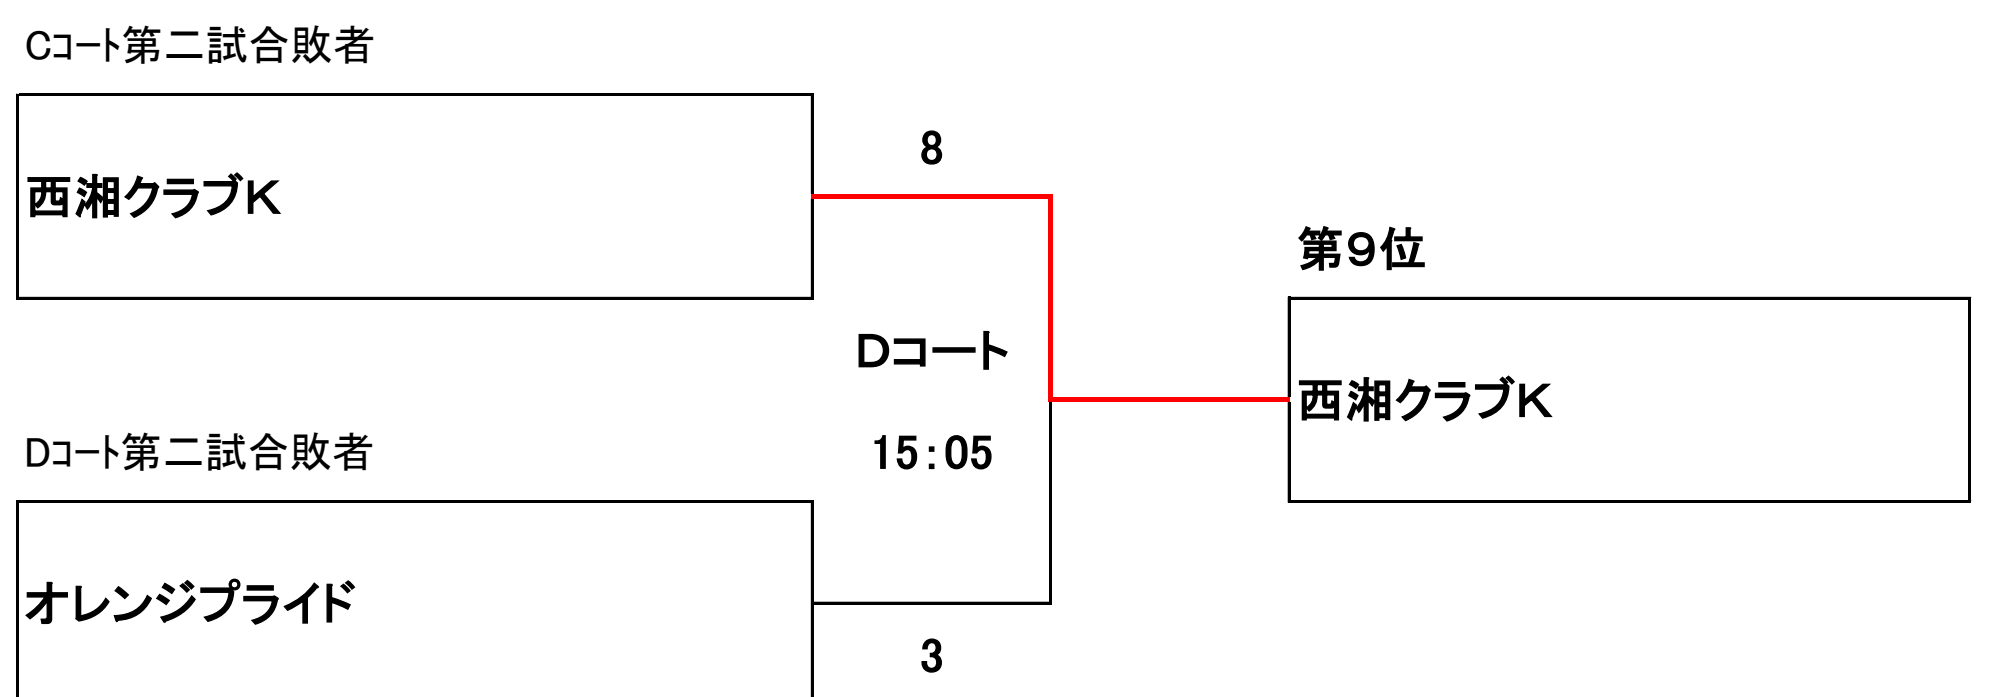 Cコート第二試合敗者
西湘クラブK
8
第９位
Dコート
西湘クラブK
15:05
Dコート第二試合敗者
オレンジプライド
3